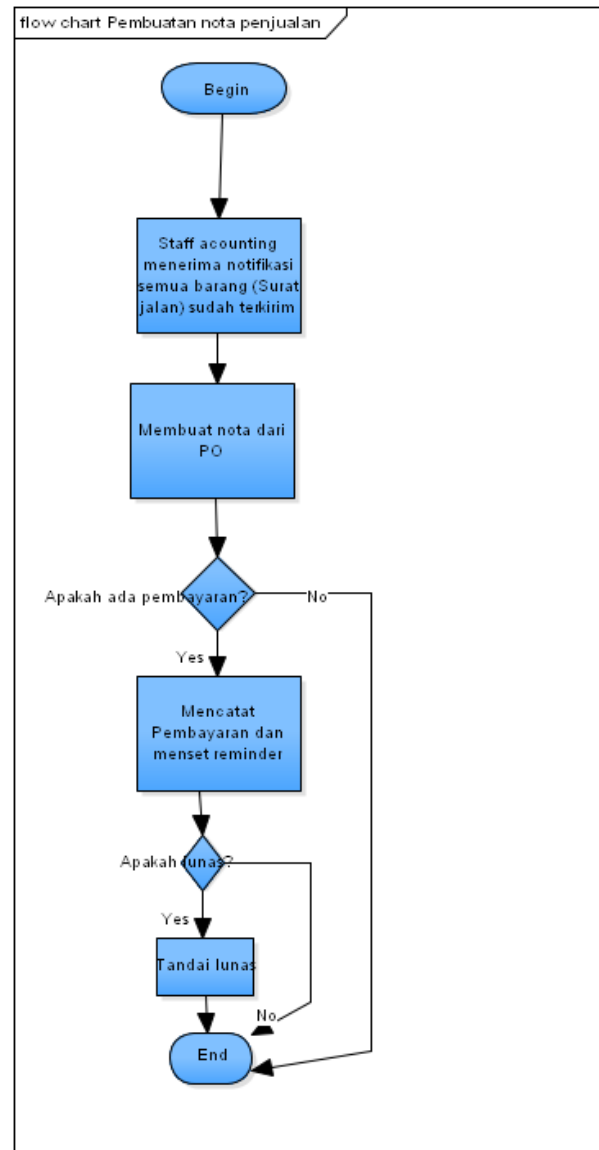 flow chart Pembuatan nota penjualan
Begin
Staff acounting
menerima notifikasi
semua barang (Surat
jalan) sudah terkirim
Membuat nota dari
PO
Apakah ada pembayaran?
No
Yes
Mencatat
Pembayaran dan
menset reminder
Apakah lunas?
Yes
Tandai lunas
No
End